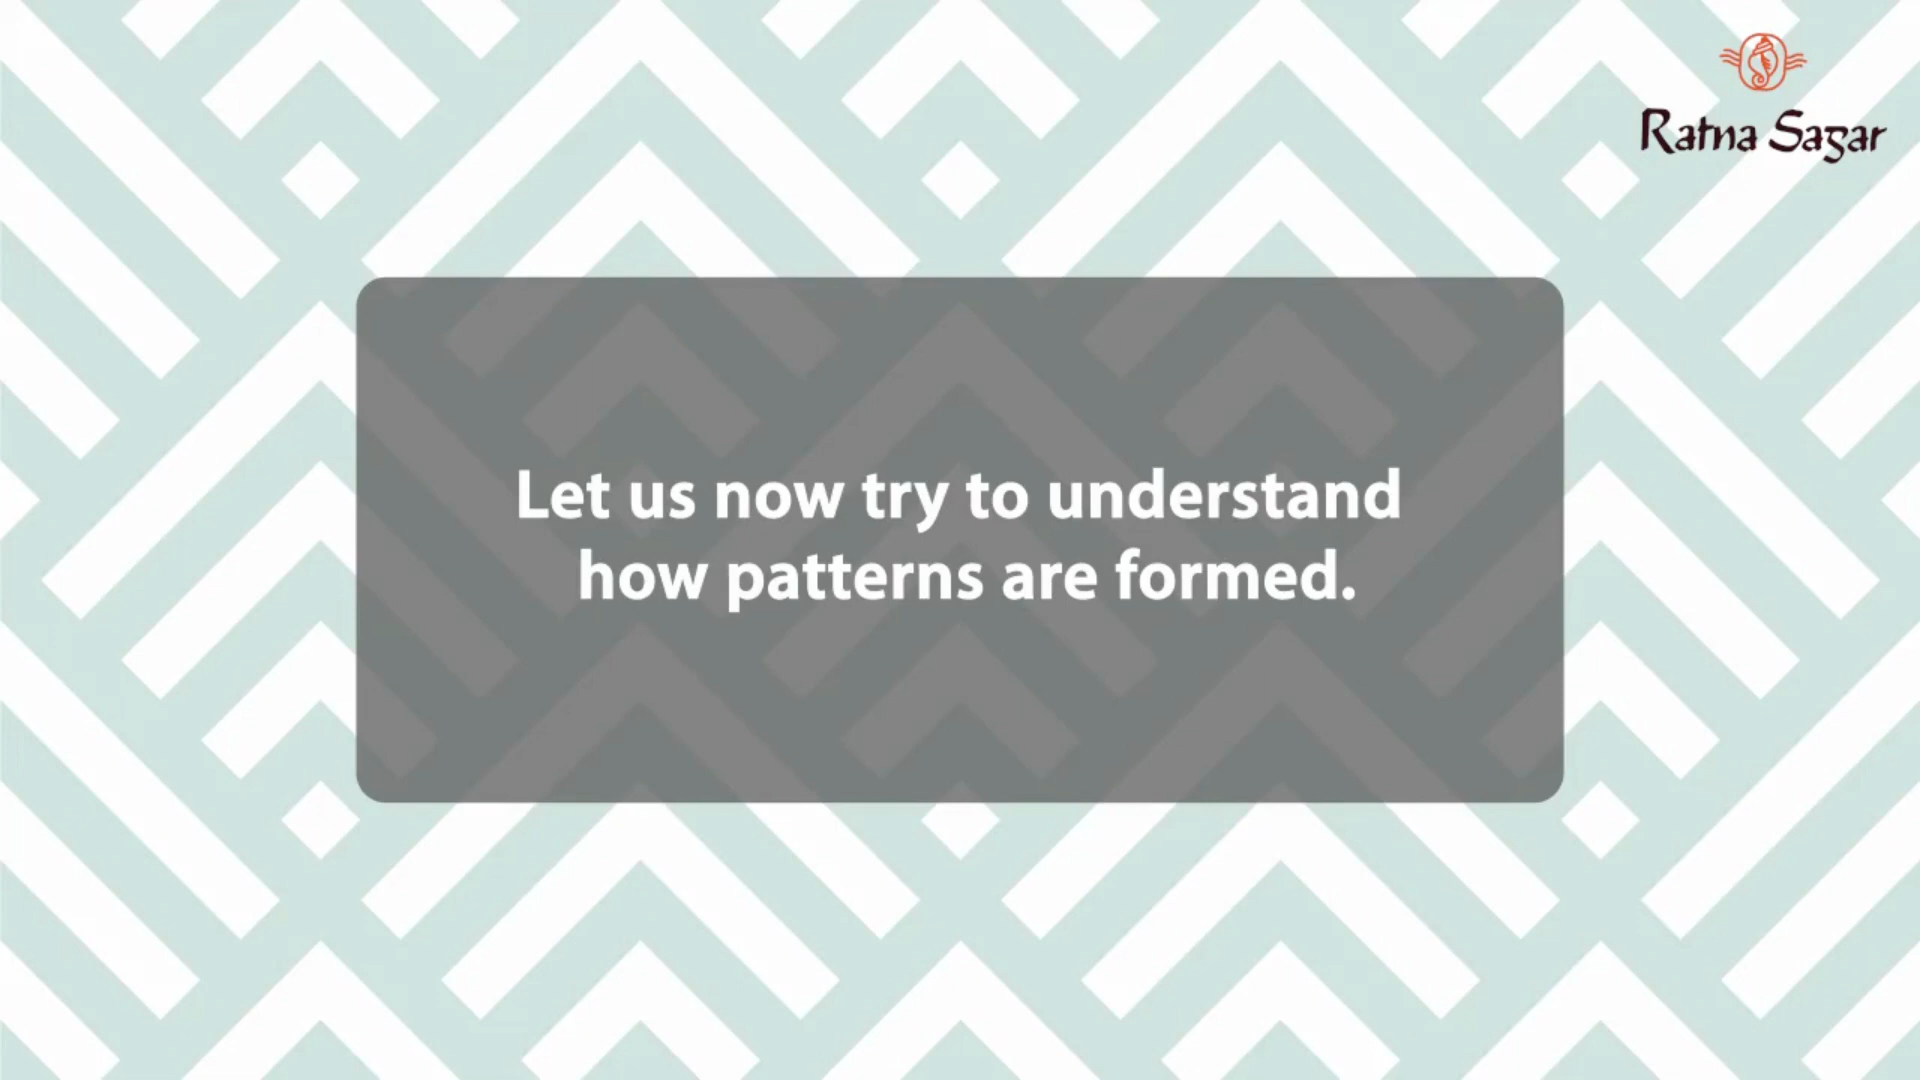 Ratna Sagar
Let us now try to understand
how patterns are formed.